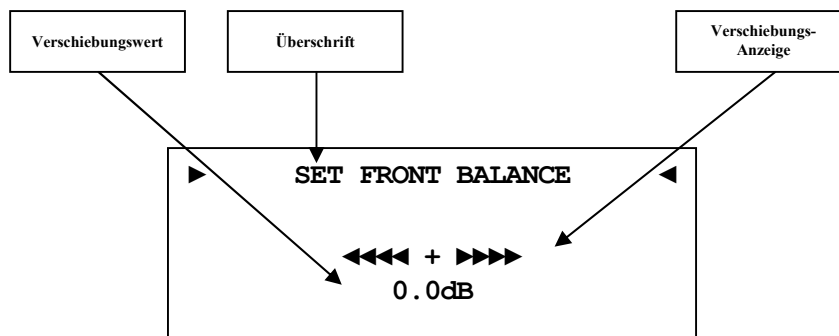 Verschiebungswert
Überschrift
Verschiebungs-
Anzeige
► SET FRONT BALANCE ◄
◄◄◄◄ + ►►►►
0.0dB